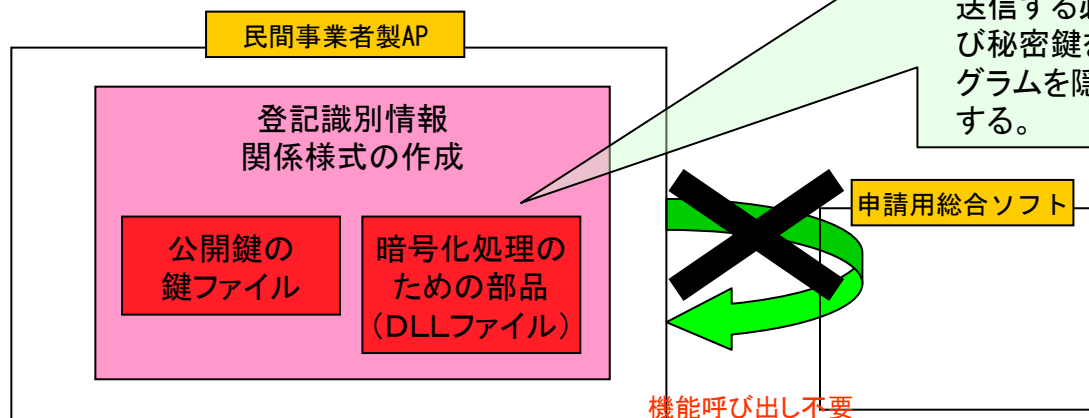 民間事業者製AP
送信する
び秘密鍵
グラムを隠
する。
登記識別情報
関係様式の作成
申請用総合ソフト
公開鍵の
鍵ファイル
暗号化処理の
ための部品
(DLLファイル)
機能呼び出し不要